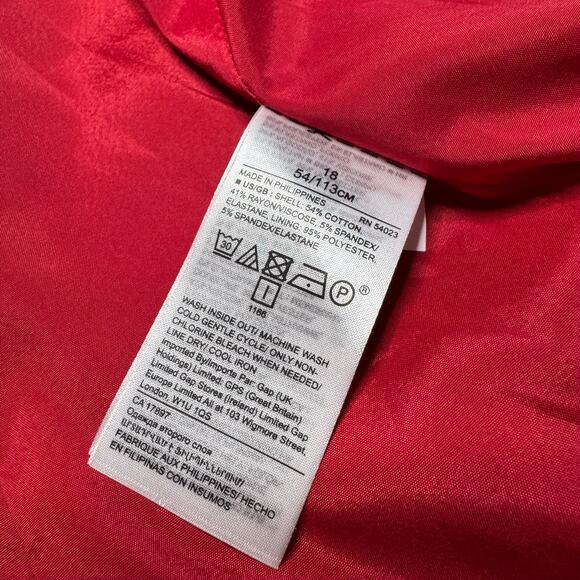 18
54/113CM
MADE IN PHILIPPINES RN 54023
■ US/GB : SHELL: 54% COTTON.
41% RAYON/VISCOSE, 5% SPANDEX/
ELASTANE, LINING: 95% POLYESTER,
5% SPANDEX/ELASTANE
30 P ®
1166
WASH INSIDE OUT/ MACHINE WASH
COLD GENTLE CYCLE/ ONLY NON-
CHLORINE BLEACH WHEN NEEDED/
LINE DRY/ COOL IRON
Imported By/Importe Par: Gap (UK
Holdings) Limited: GPS (Great Britain)
Limited Gap Stores (Ireland) Limited Gap
Europe Limited All at 103 Wigmore Street,
London. W1U 1QS
CA 17897
Одежда второго слоя
ԱՐՏԱԴՐՎԱԾ Է ՖԻԼԻՊԻՆՆԵՐՈՒՄ/
FABRIQUE AUX PHILIPPINES/ HECHO
EN FILIPINAS CON INSUMOS